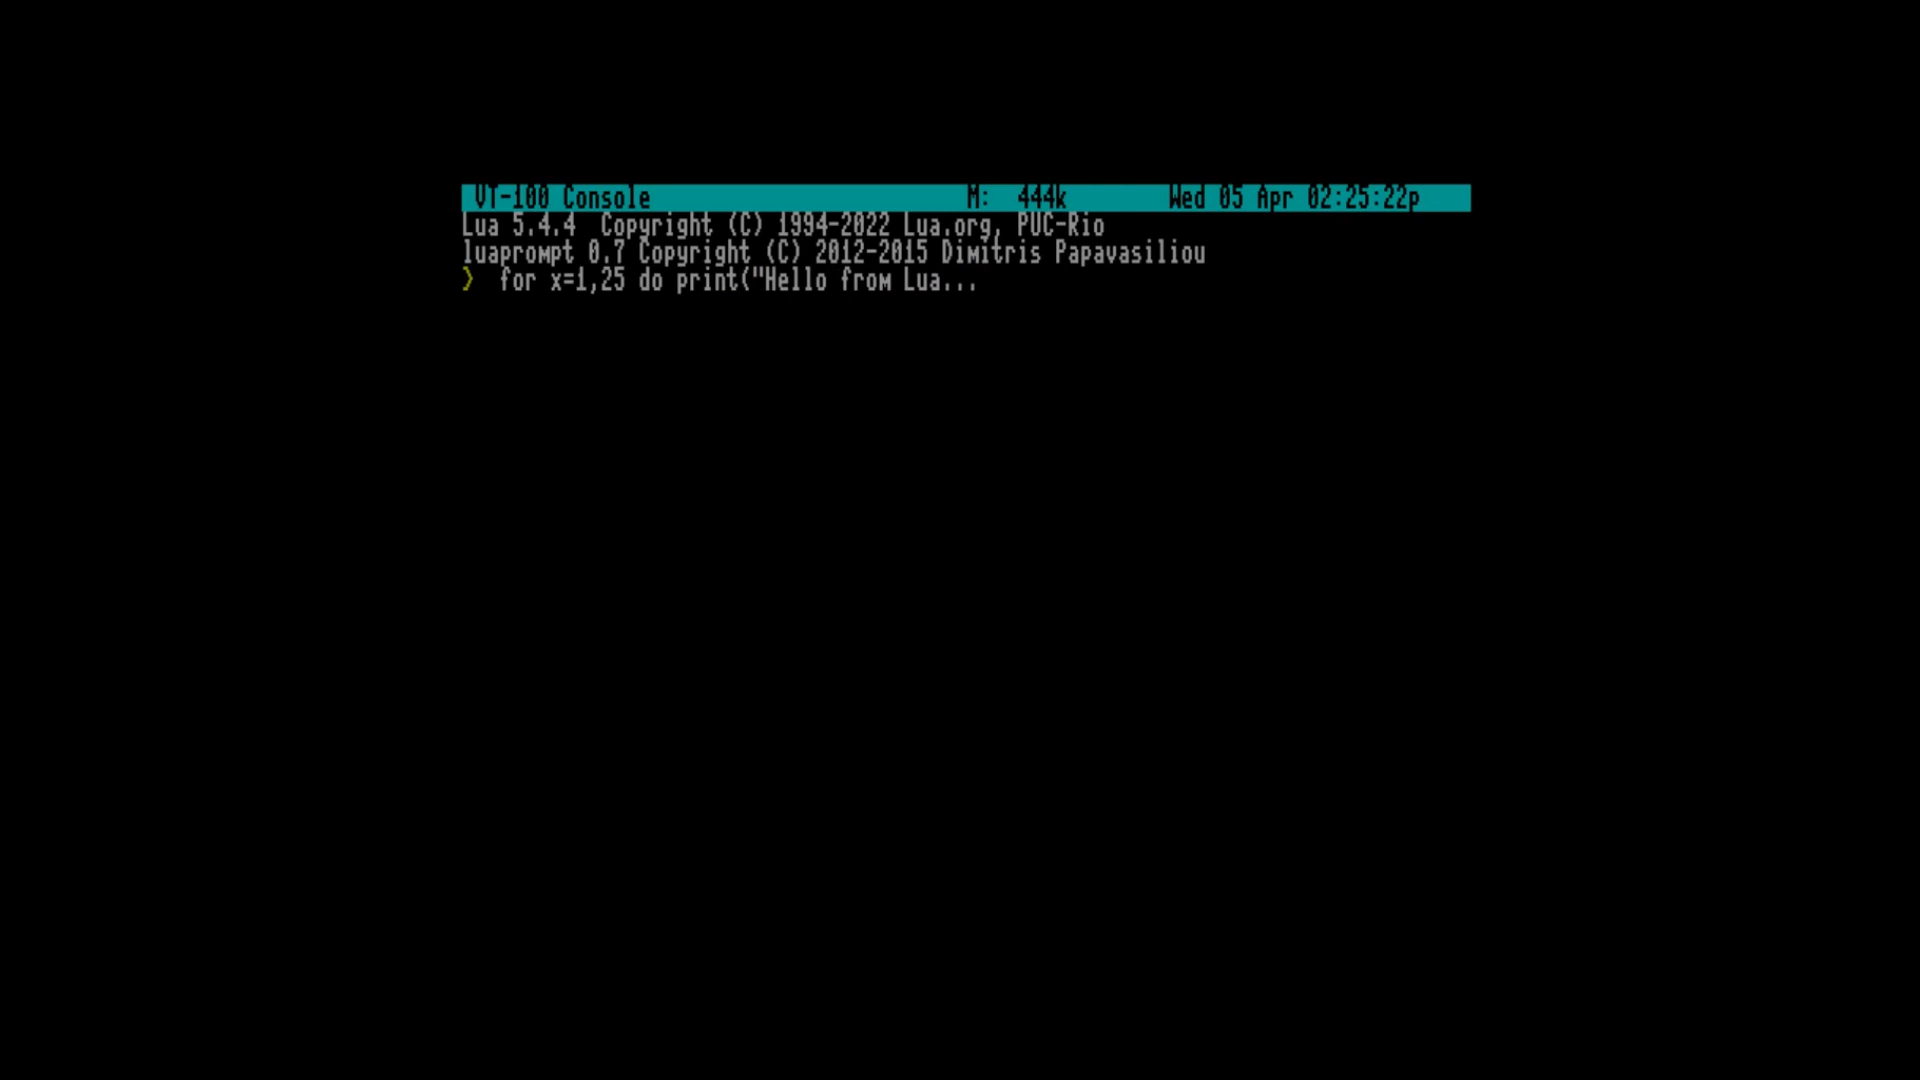 VT-100 Console M: 444k Wed 05 Apr 02:25:22p
Lua 5.4.4  Copyright (C) 1994-2022 Lua.org, PUC-Rio
luaprompt 0.7 Copyright (C) 2012-2015 Dimitris Papavasiliou
>  for x=1,25 do print("Hello from Lua...